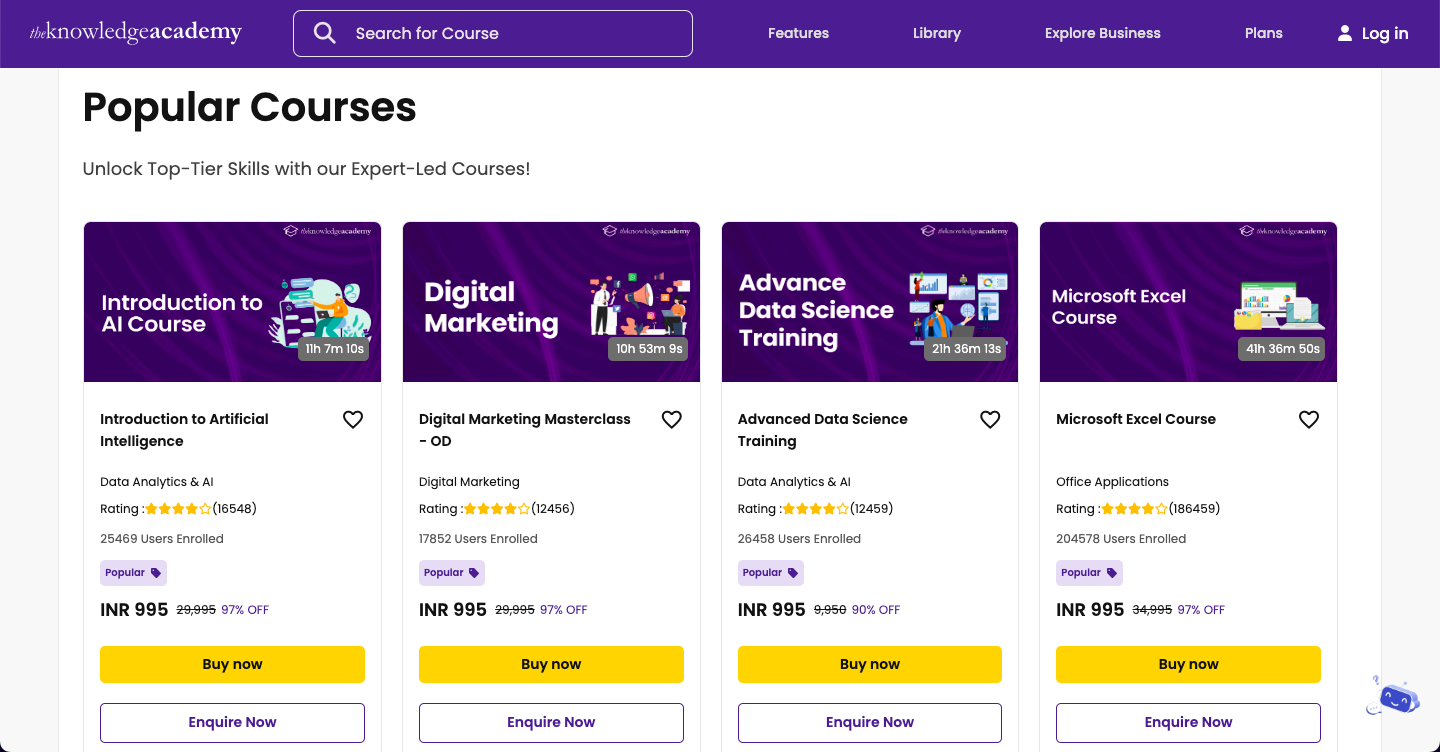 theknowledgeacademy
Search for Course
Features
Library
Explore Business
Plans
Log in
Popular Courses
Unlock Top-Tier Skills with our Expert-Led Courses!
theknowledgeacademy
Introduction to
AI Course
11h 7m 10s
Introduction to Artificial
Intelligence
Data Analytics & AI
Rating :(16548)
25469 Users Enrolled
Popular
INR 995 29,995 97% OFF
Buy now
Enquire Now
theknowledgeacademy
Digital
Marketing
10h 53m 9s
Digital Marketing Masterclass
- OD
Digital Marketing
Rating :(12456)
17852 Users Enrolled
Popular
INR 995 29,995 97% OFF
Buy now
Enquire Now
theknowledgeacademy
Advance
Data Science
Training
21h 36m 13s
Advanced Data Science
Training
Data Analytics & AI
Rating :(12459)
26458 Users Enrolled
Popular
INR 995 9,950 90% OFF
Buy now
Enquire Now
theknowledgeacademy
Microsoft Excel
Course
41h 36m 50s
Microsoft Excel Course
Office Applications
Rating :(186459)
204578 Users Enrolled
Popular
INR 995 34,995 97% OFF
Buy now
Enquire Now